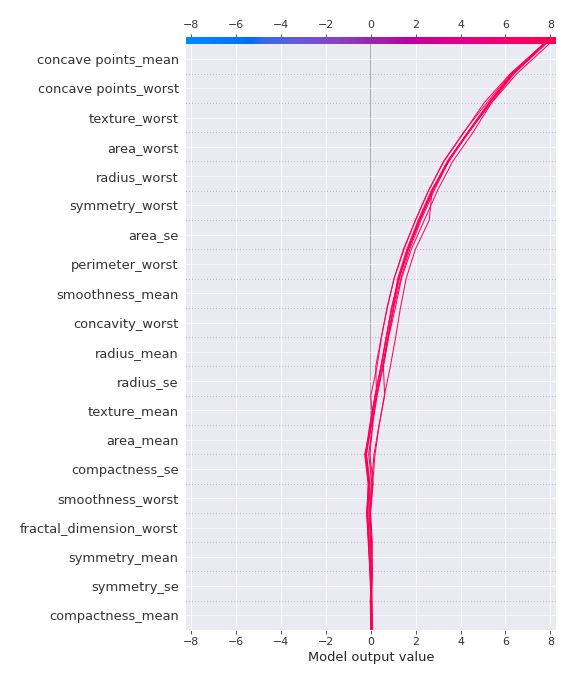 −8 −6 −4 −2 0 2 4 6 8
concave points_mean
concave points_worst
texture_worst
area_worst
radius_worst
symmetry_worst
area_se
perimeter_worst
smoothness_mean
concavity_worst
radius_mean
radius_se
texture_mean
area_mean
compactness_se
smoothness_worst
fractal_dimension_worst
symmetry_mean
symmetry_se
compactness_mean
−8 −6 −4 −2 0 2 4 6 8
Model output value